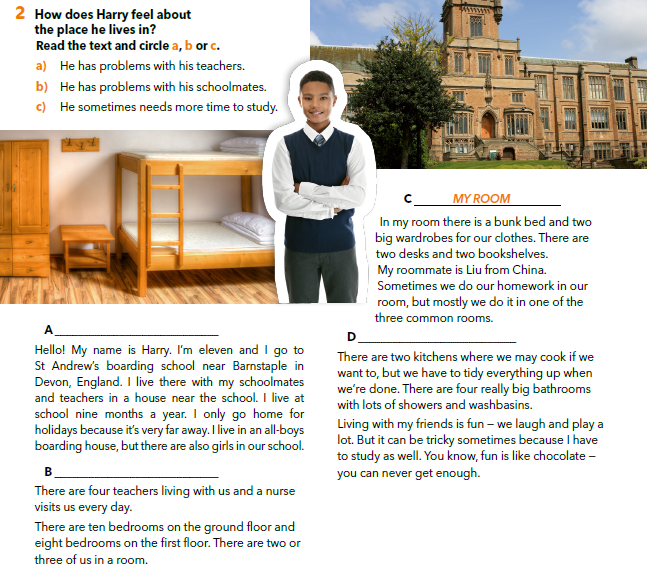 2 How does Harry feel about
the place he lives in?
Read the text and circle a, b or c.
a) He has problems with his teachers.
b) He has problems with his schoolmates.
c) He sometimes needs more time to study.
A
Hello! My name is Harry. I'm eleven and I go to
St Andrew's boarding school near Barnstaple in
Devon, England. I live there with my schoolmates
and teachers in a house near the school. I live at
school nine months a year. I only go home for
holidays because it's very far away. I live in an all-boys
boarding house, but there are also girls in our school.
B
There are four teachers living with us and a nurse
visits us every day.
There are ten bedrooms on the ground floor and
eight bedrooms on the first floor. There are two or
three of us in a room.
C MY ROOM
In my room there is a bunk bed and two
big wardrobes for our clothes. There are
two desks and two bookshelves.
My roommate is Liu from China.
Sometimes we do our homework in our
room, but mostly we do it in one of the
three common rooms.
D
There are two kitchens where we may cook if we
want to, but we have to tidy everything up when
we're done. There are four really big bathrooms
with lots of showers and washbasins.
Living with my friends is fun – we laugh and play a
lot. But it can be tricky sometimes because I have
to study as well. You know, fun is like chocolate –
you can never get enough.